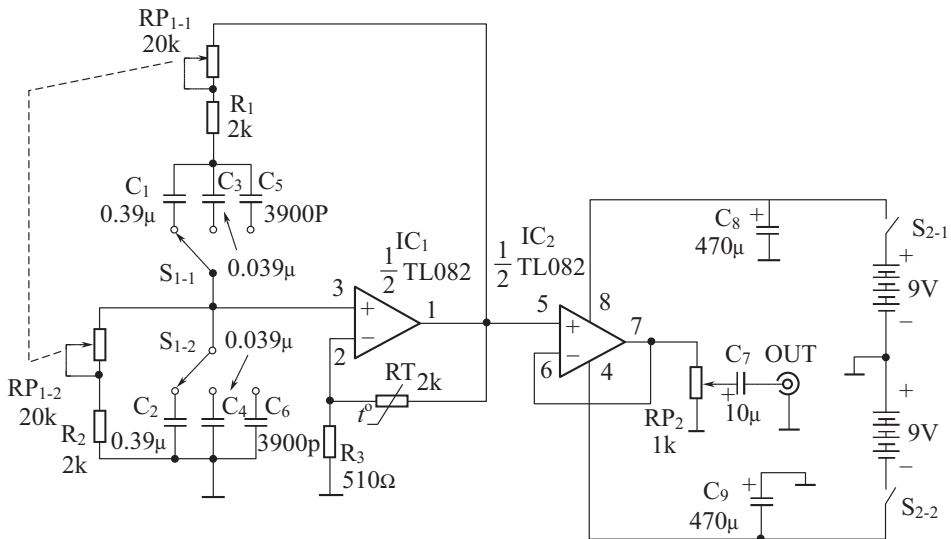 RP1-1
20k
R1
2k
C1
C3
C5
0.39μ
3900P
0.039μ
S1-1
IC1
1/2 TL082
3
+
1
2
−
IC2
1/2 TL082
5
+
8
7
6
−
4
C8
+
470μ
S2-1
+
9V
−
S1-2
0.039μ
RP1-2
20k
R2
2k
C2
C4
C6
0.39μ
3900p
RT 2k
t°
R3
510Ω
RP2
1k
C7
+
10μ
OUT
+
9V
−
S2-2
C9
+
470μ